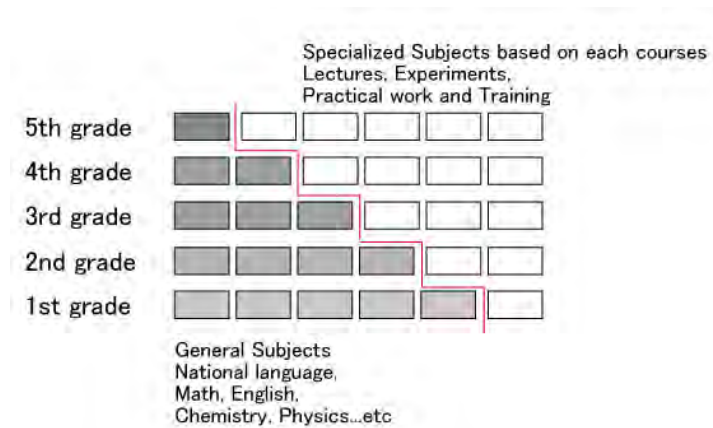 Specialized Subjects based on each courses
Lectures, Experiments,
Practical work and Training
5th grade
4th grade
3rd grade
2nd grade
1st grade
General Subjects
National language,
Math, English,
Chemistry, Physics...etc